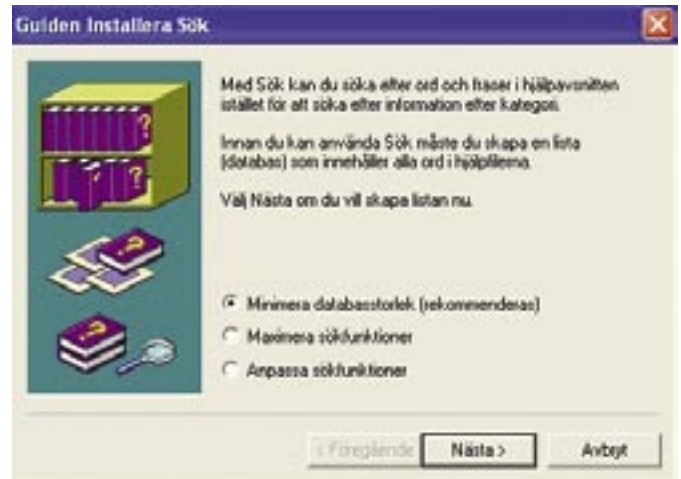 Guiden Installera Sök
Med Sök kan du söka efter ord och fraser i hjälpavsnitten
istället för att söka efter information efter kategori.
Innan du kan använda Sök måste du skapa en lista
(databas) som innehåller alla ord i hjälpfilerna.
Välj Nästa om du vill skapa listan nu.
Minimera databasstorlek (rekommenderas)
Maximera sökfunktioner
Anpassa sökfunktioner
< Föregående Nästa > Avbryt